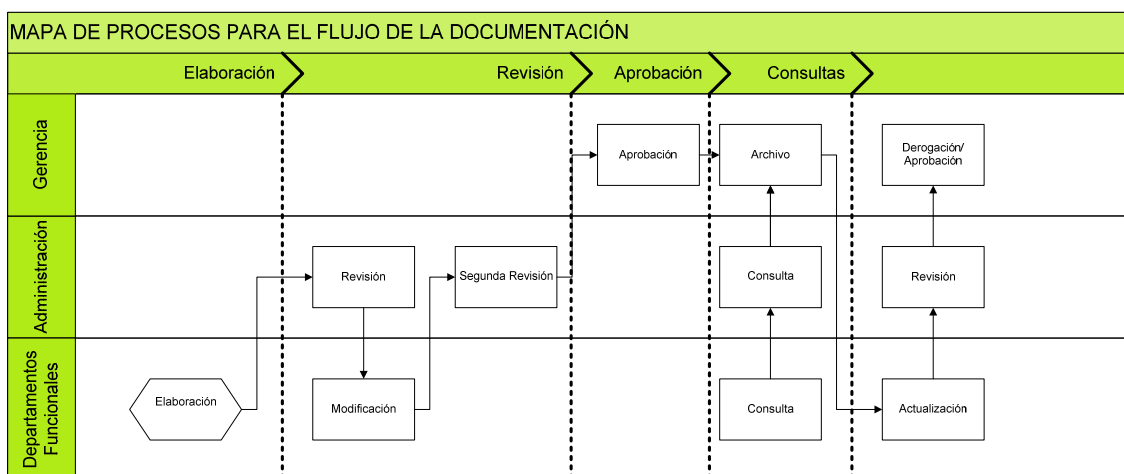 MAPA DE PROCESOS PARA EL FLUJO DE LA DOCUMENTACIÓN
Elaboración
Revisión
Aprobación
Consultas
Gerencia
Aprobación
Archivo
Derogación/
Aprobación
Administración
Revisión
Segunda Revisión
Consulta
Revisión
Departamentos
Funcionales
Elaboración
Modificación
Consulta
Actualización